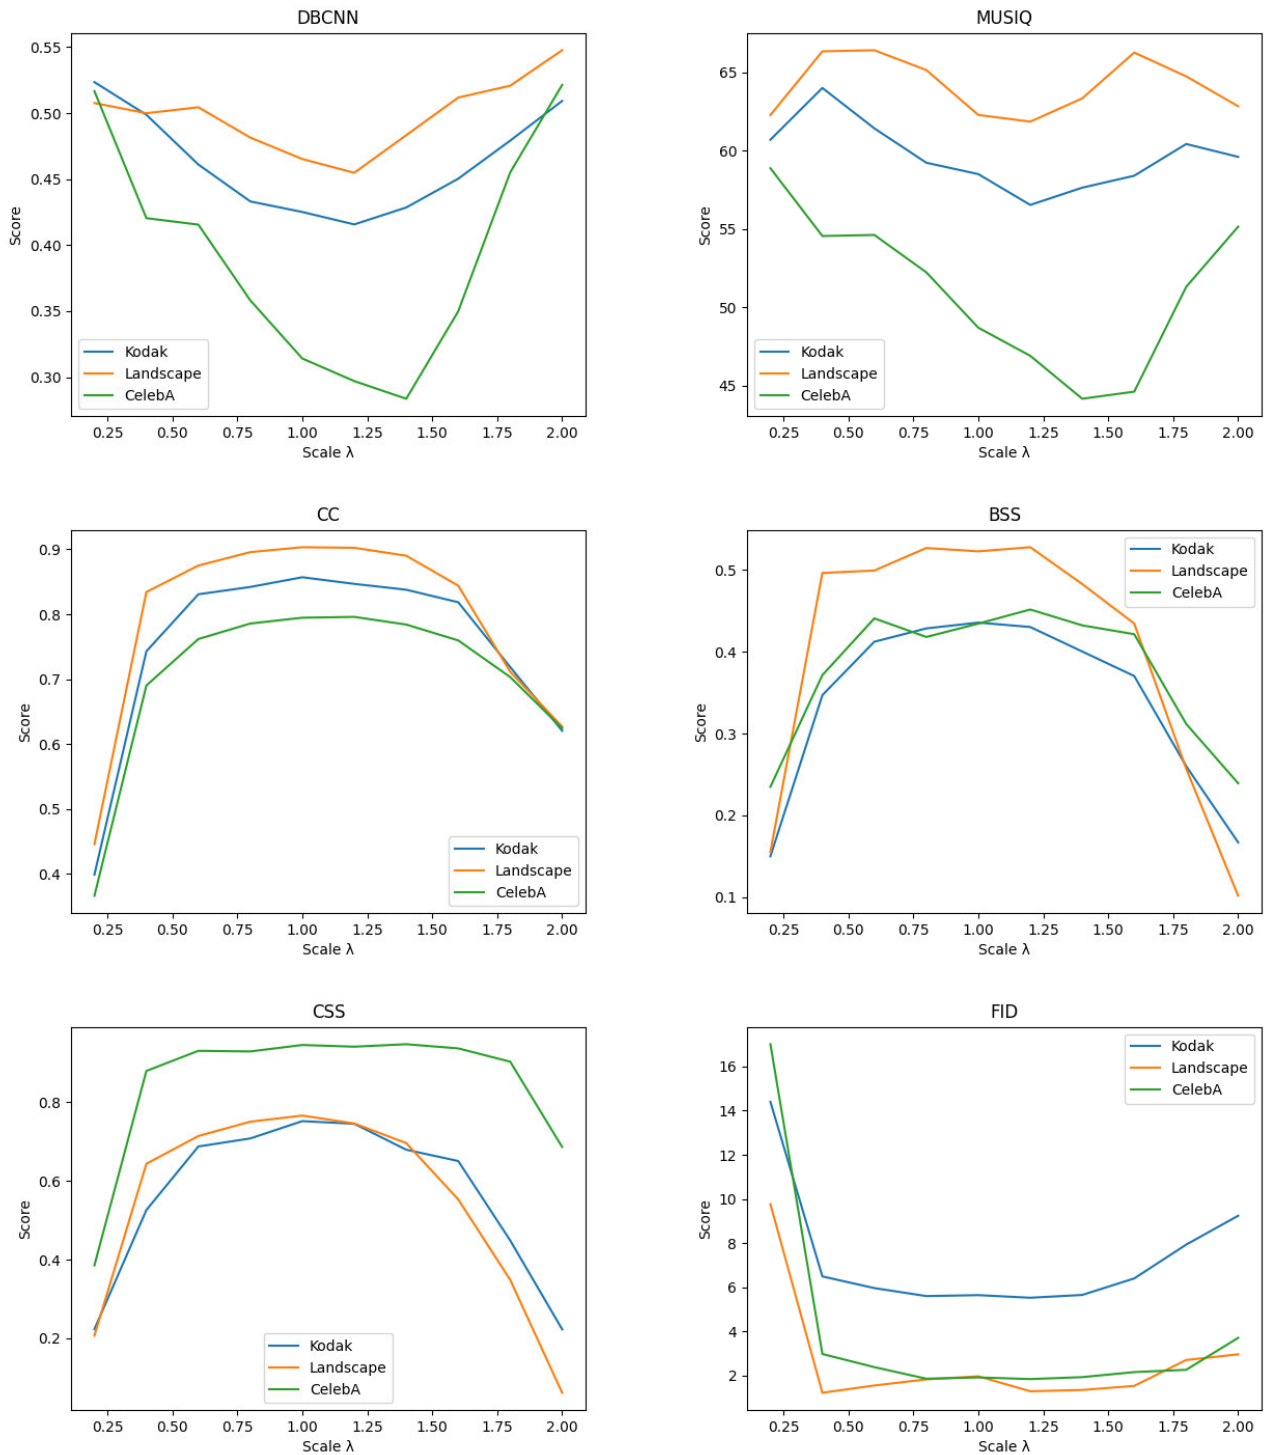 DBCNN
0.55
0.50
0.45
0.40
0.35
0.30
Score
Kodak
Landscape
CelebA
0.25 0.50 0.75 1.00 1.25 1.50 1.75 2.00
Scale λ
MUSIQ
65
60
55
50
45
Score
Kodak
Landscape
CelebA
0.25 0.50 0.75 1.00 1.25 1.50 1.75 2.00
Scale λ
CC
0.9
0.8
0.7
0.6
0.5
0.4
Score
Kodak
Landscape
CelebA
0.25 0.50 0.75 1.00 1.25 1.50 1.75 2.00
Scale λ
BSS
0.5
0.4
0.3
0.2
0.1
Score
Kodak
Landscape
CelebA
0.25 0.50 0.75 1.00 1.25 1.50 1.75 2.00
Scale λ
CSS
0.8
0.6
0.4
0.2
Score
Kodak
Landscape
CelebA
0.25 0.50 0.75 1.00 1.25 1.50 1.75 2.00
Scale λ
FID
16
14
12
10
8
6
4
2
Score
Kodak
Landscape
CelebA
0.25 0.50 0.75 1.00 1.25 1.50 1.75 2.00
Scale λ